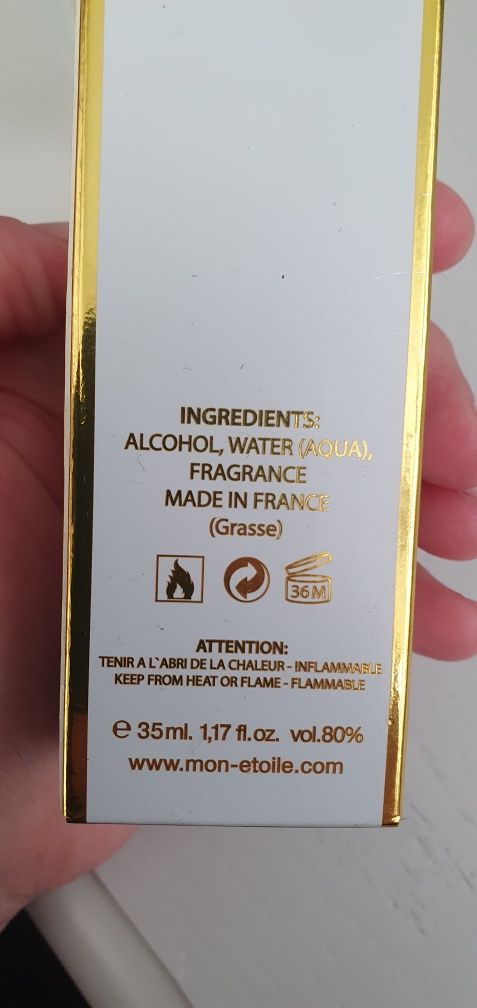 INGREDIENTS:
ALCOHOL, WATER (AQUA),
FRAGRANCE
MADE IN FRANCE
(Grasse)
36M
ATTENTION:
TENIR A L`ABRI DE LA CHALEUR - INFLAMMABLE
KEEP FROM HEAT OR FLAME - FLAMMABLE
e 35ml. 1,17 fl.oz. vol.80%
www.mon-etoile.com